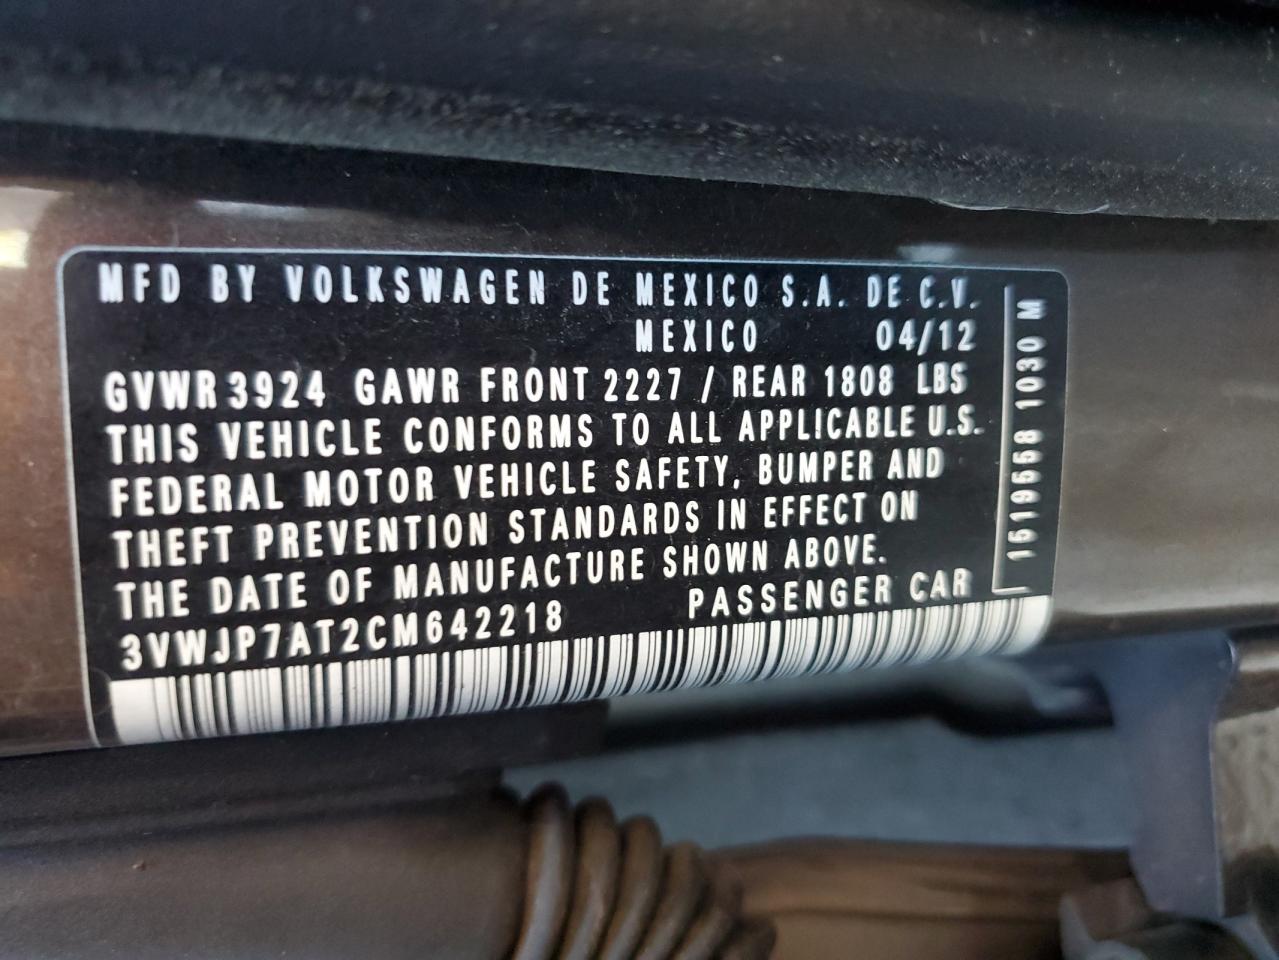 MFD BY VOLKSWAGEN DE MEXICO S.A. DE C.V.
MEXICO 04/12
GVWR 3924 GAWR FRONT 2227 / REAR 1808 LBS
THIS VEHICLE CONFORMS TO ALL APPLICABLE U.S.
FEDERAL MOTOR VEHICLE SAFETY, BUMPER AND
THEFT PREVENTION STANDARDS IN EFFECT ON
THE DATE OF MANUFACTURE SHOWN ABOVE.
3VWJP7AT2CM642218 PASSENGER CAR
1619568 1030 M